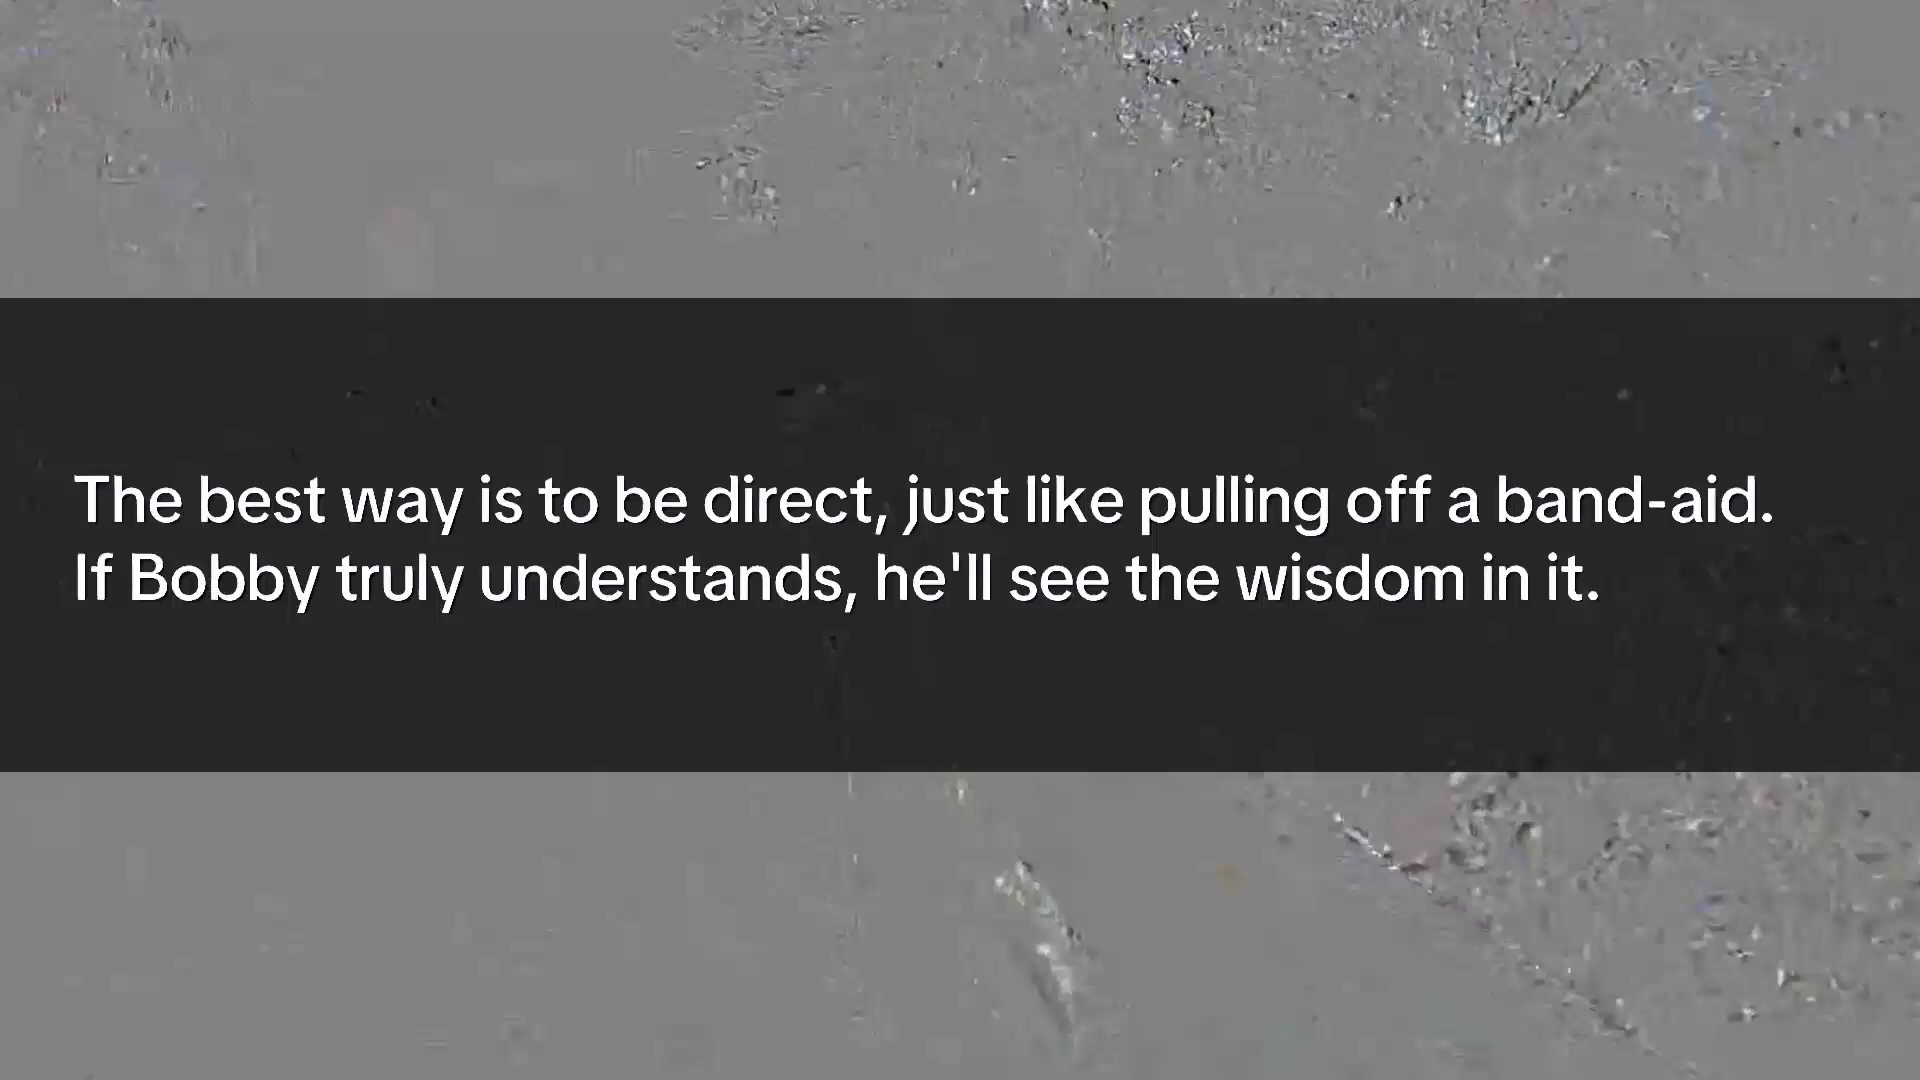 The best way is to be direct, just like pulling off a band-aid.
If Bobby truly understands, he'll see the wisdom in it.